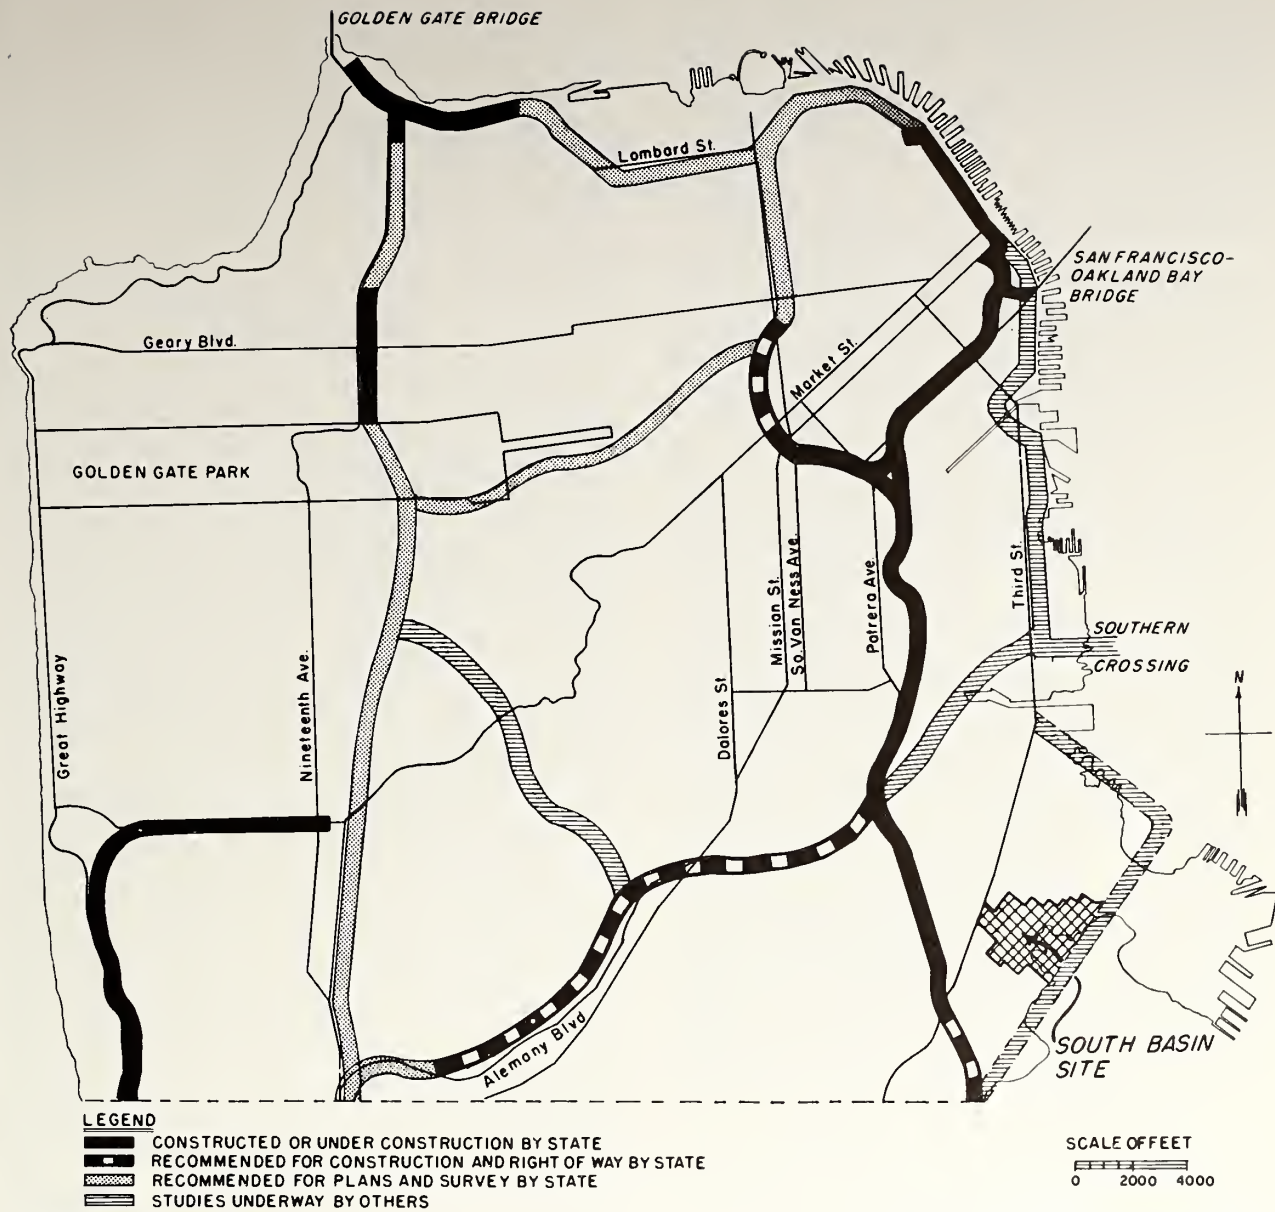 GOLDEN GATE BRIDGE
Lombard St.
SAN FRANCISCO-
OAKLAND BAY
BRIDGE
Geary Blvd.
Market St.
GOLDEN GATE PARK
Great Highway
Nineteenth Ave.
Dolores St.
Mission St.
So. Van Ness Ave.
Potrera Ave.
Third St.
SOUTHERN
CROSSING
N
Alemany Blvd.
SOUTH BASIN
SITE
LEGEND
CONSTRUCTED OR UNDER CONSTRUCTION BY STATE
RECOMMENDED FOR CONSTRUCTION AND RIGHT OF WAY BY STATE
RECOMMENDED FOR PLANS AND SURVEY BY STATE
STUDIES UNDERWAY BY OTHERS
SCALE OF FEET
0 2000 4000